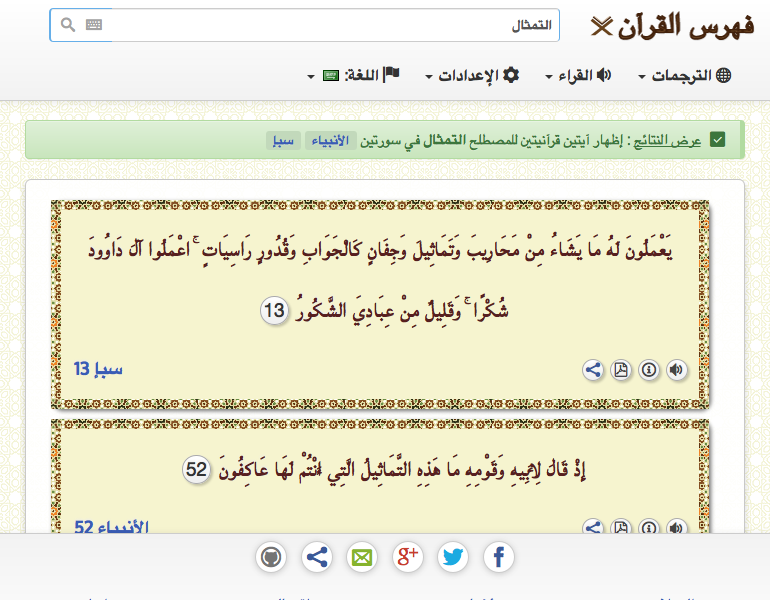 فهرس القرآن
التمثال
الترجمات
القراء
الإعدادات
اللغة:
عرض النتائج : إظهار آيتين قرآنيتين للمصطلح التمثال في سورتين الأنبياء سبإ
يَعْمَلُونَ لَهُ مَا يَشَاءُ مِنْ مَحَارِيبَ وَتَمَاثِيلَ وَجِفَانٍ كَالْجَوَابِ وَقُدُورٍ رَاسِيَاتٍ ۚ اعْمَلُوا آلَ دَاوُودَ
شُكْرًا ۚ وَقَلِيلٌ مِنْ عِبَادِيَ الشَّكُورُ 13
سبإ 13
إِذْ قَالَ لِأَبِيهِ وَقَوْمِهِ مَا هَذِهِ التَّمَاثِيلُ الَّتِي أَنْتُمْ لَهَا عَاكِفُونَ 52
الأنبياء 52